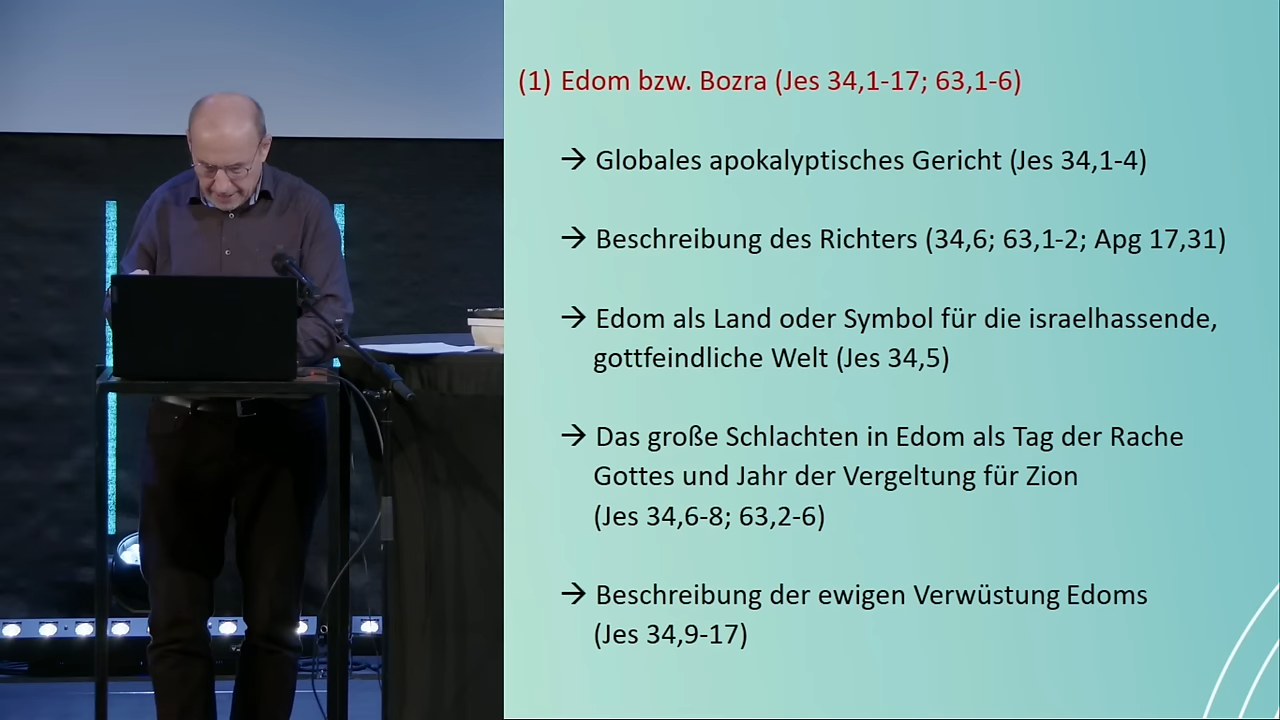 (1) Edom bzw. Bozra (Jes 34,1-17; 63,1-6)
→ Globales apokalyptisches Gericht (Jes 34,1-4)
→ Beschreibung des Richters (34,6; 63,1-2; Apg 17,31)
→ Edom als Land oder Symbol für die israelhassende,
gottfeindliche Welt (Jes 34,5)
→ Das große Schlachten in Edom als Tag der Rache
Gottes und Jahr der Vergeltung für Zion
(Jes 34,6-8; 63,2-6)
→ Beschreibung der ewigen Verwüstung Edoms
(Jes 34,9-17)